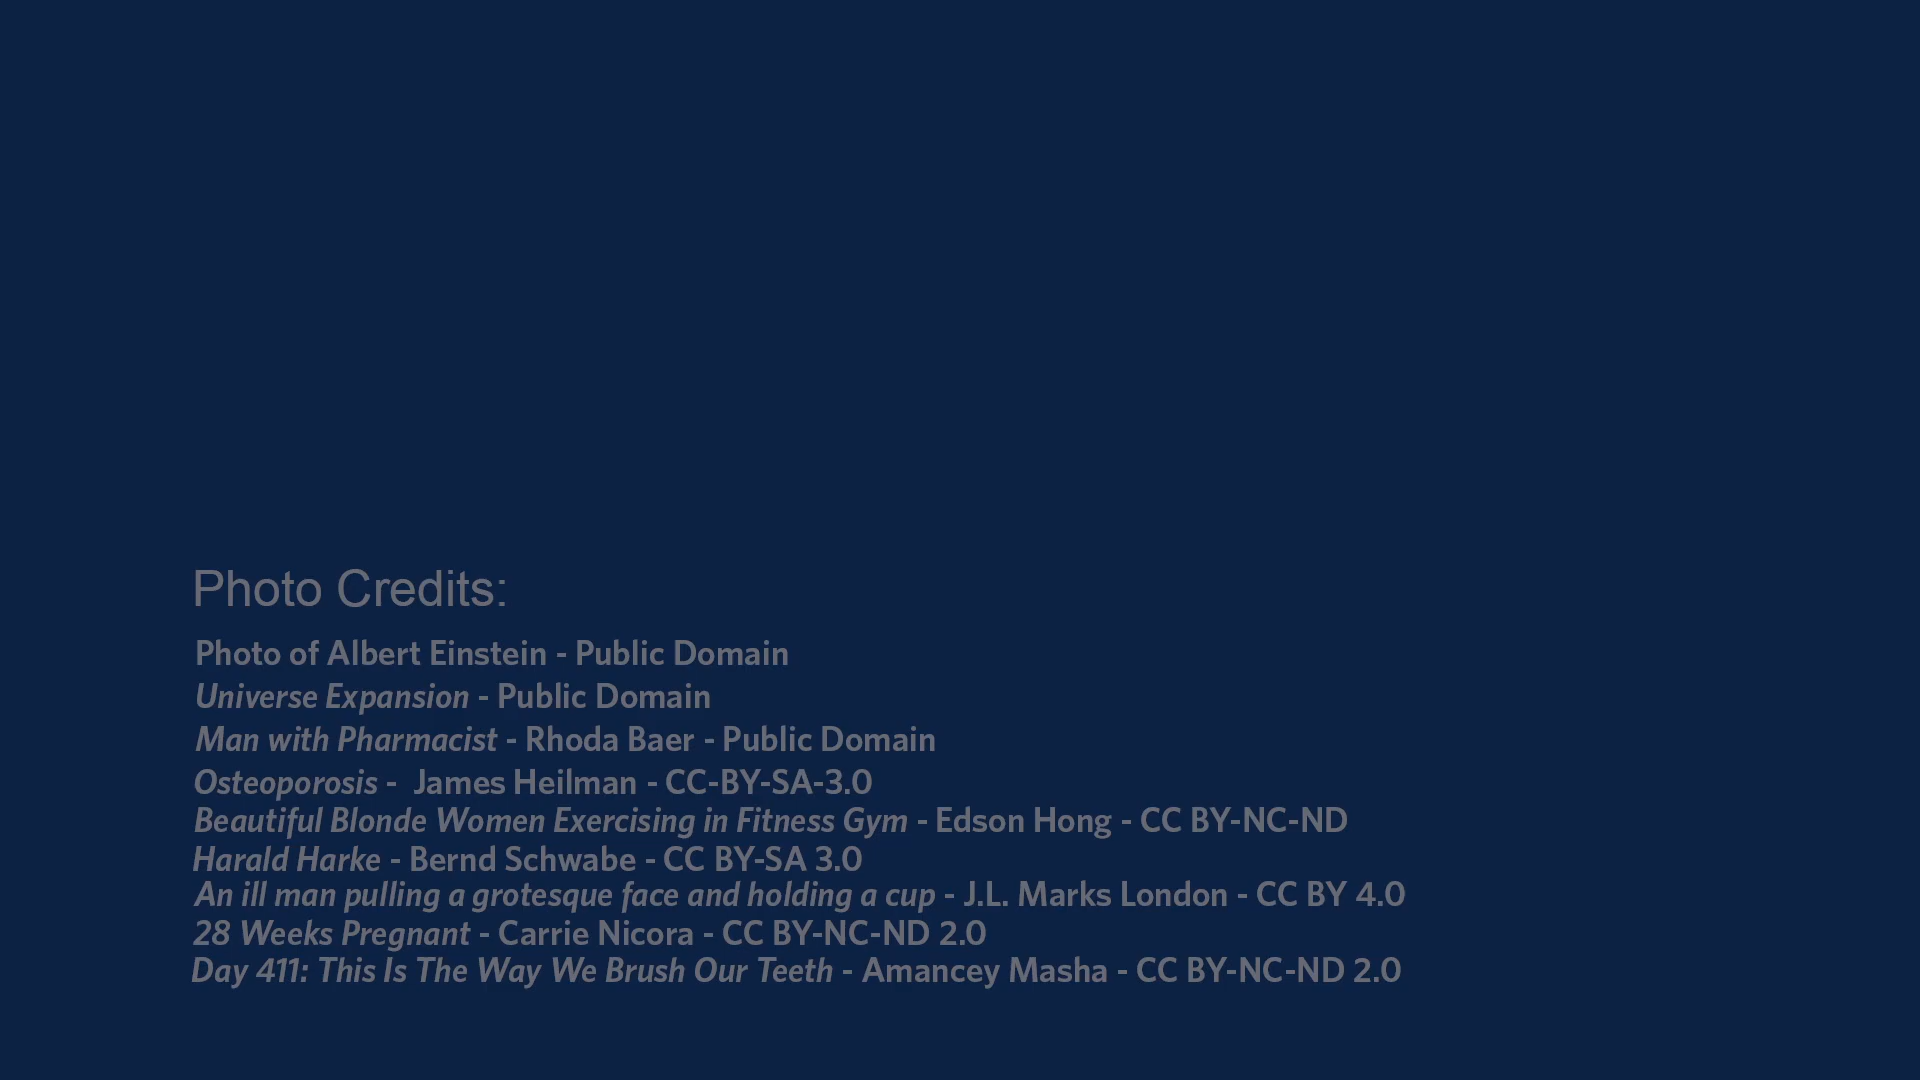 Photo Credits:
Photo of Albert Einstein - Public Domain
Universe Expansion - Public Domain
Man with Pharmacist - Rhoda Baer - Public Domain
Osteoporosis -  James Heilman - CC-BY-SA-3.0
Beautiful Blonde Women Exercising in Fitness Gym - Edson Hong - CC BY-NC-ND
Harald Harke - Bernd Schwabe - CC BY-SA 3.0
An ill man pulling a grotesque face and holding a cup - J.L. Marks London - CC BY 4.0
28 Weeks Pregnant - Carrie Nicora - CC BY-NC-ND 2.0
Day 411: This Is The Way We Brush Our Teeth - Amancey Masha - CC BY-NC-ND 2.0